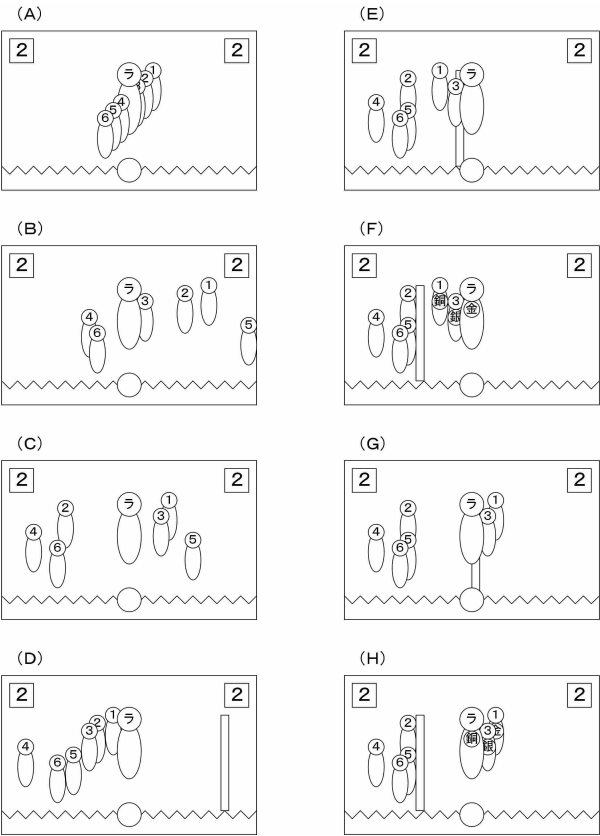 (A)
2 2
ラ ①
②
④
⑤
⑥
(B)
2 2
ラ ①
③ ②
④ ⑤
⑥
(C)
2 2
ラ ①
② ③
④ ⑤
⑥
(D)
2 2
① ラ
③ ②
④ ⑤
⑥
(E)
2 2
① ラ
② ③
④ ⑤
⑥
(F)
2 2
① ラ
② 銅 ③ 金
銀
④ ⑤
⑥
(G)
2 2
ラ ①
② ③
④ ⑤
⑥
(H)
2 2
ラ ①
② 銅 ③ 金
銀
④ ⑤
⑥